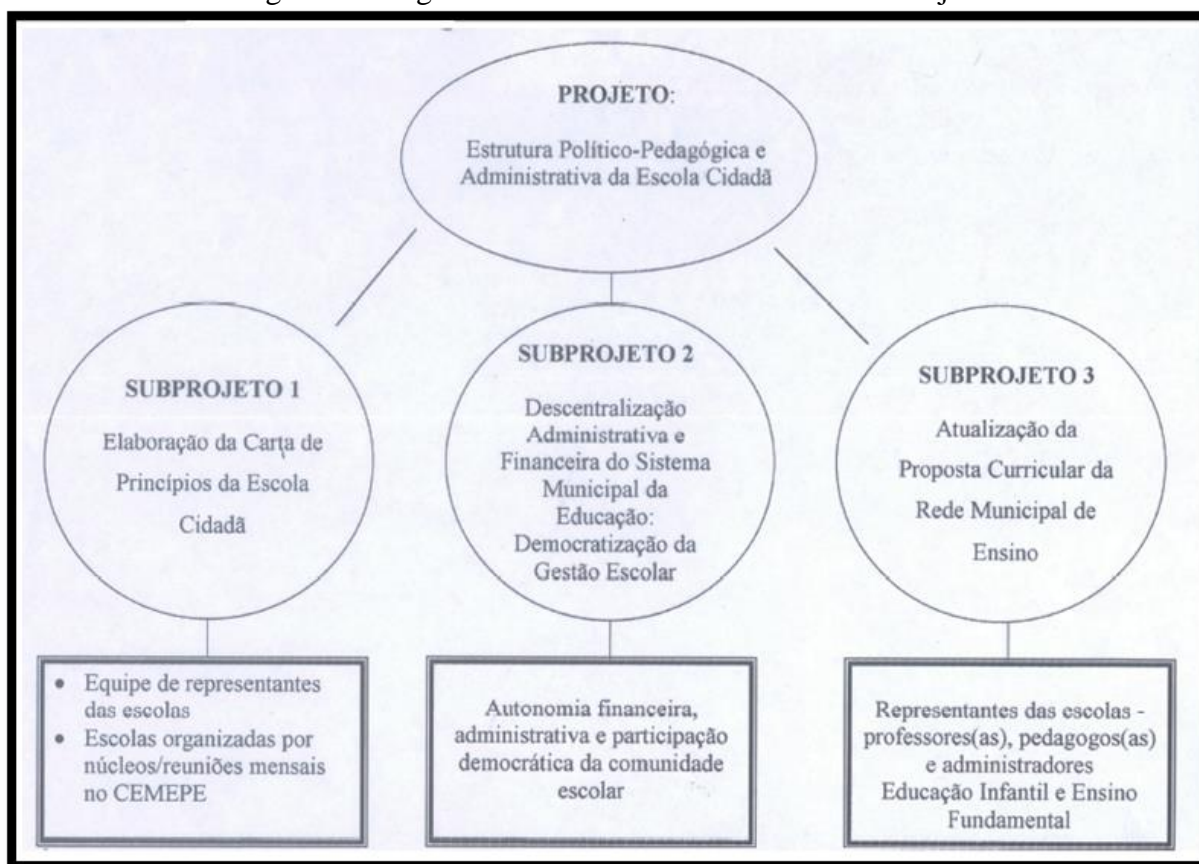 PROJETO:
Estrutura Político-Pedagógica e
Administrativa da Escola Cidadã
SUBPROJETO 1
Elaboração da Carta de
Princípios da Escola
Cidadã
SUBPROJETO 2
Descentralização
Administrativa e
Financeira do Sistema
Municipal da
Educação:
Democratização da
Gestão Escolar
SUBPROJETO 3
Atualização da
Proposta Curricular da
Rede Municipal de
Ensino
• Equipe de representantes
das escolas
• Escolas organizadas por
núcleos/reuniões mensais
no CEMEPE
Autonomia financeira,
administrativa e participação
democrática da comunidade
escolar
Representantes das escolas -
professores(as), pedagogos(as)
e administradores
Educação Infantil e Ensino
Fundamental